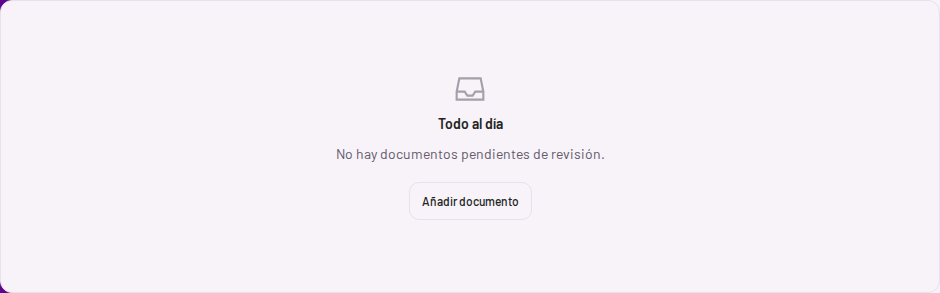 Todo al día
No hay documentos pendientes de revisión.
Añadir documento